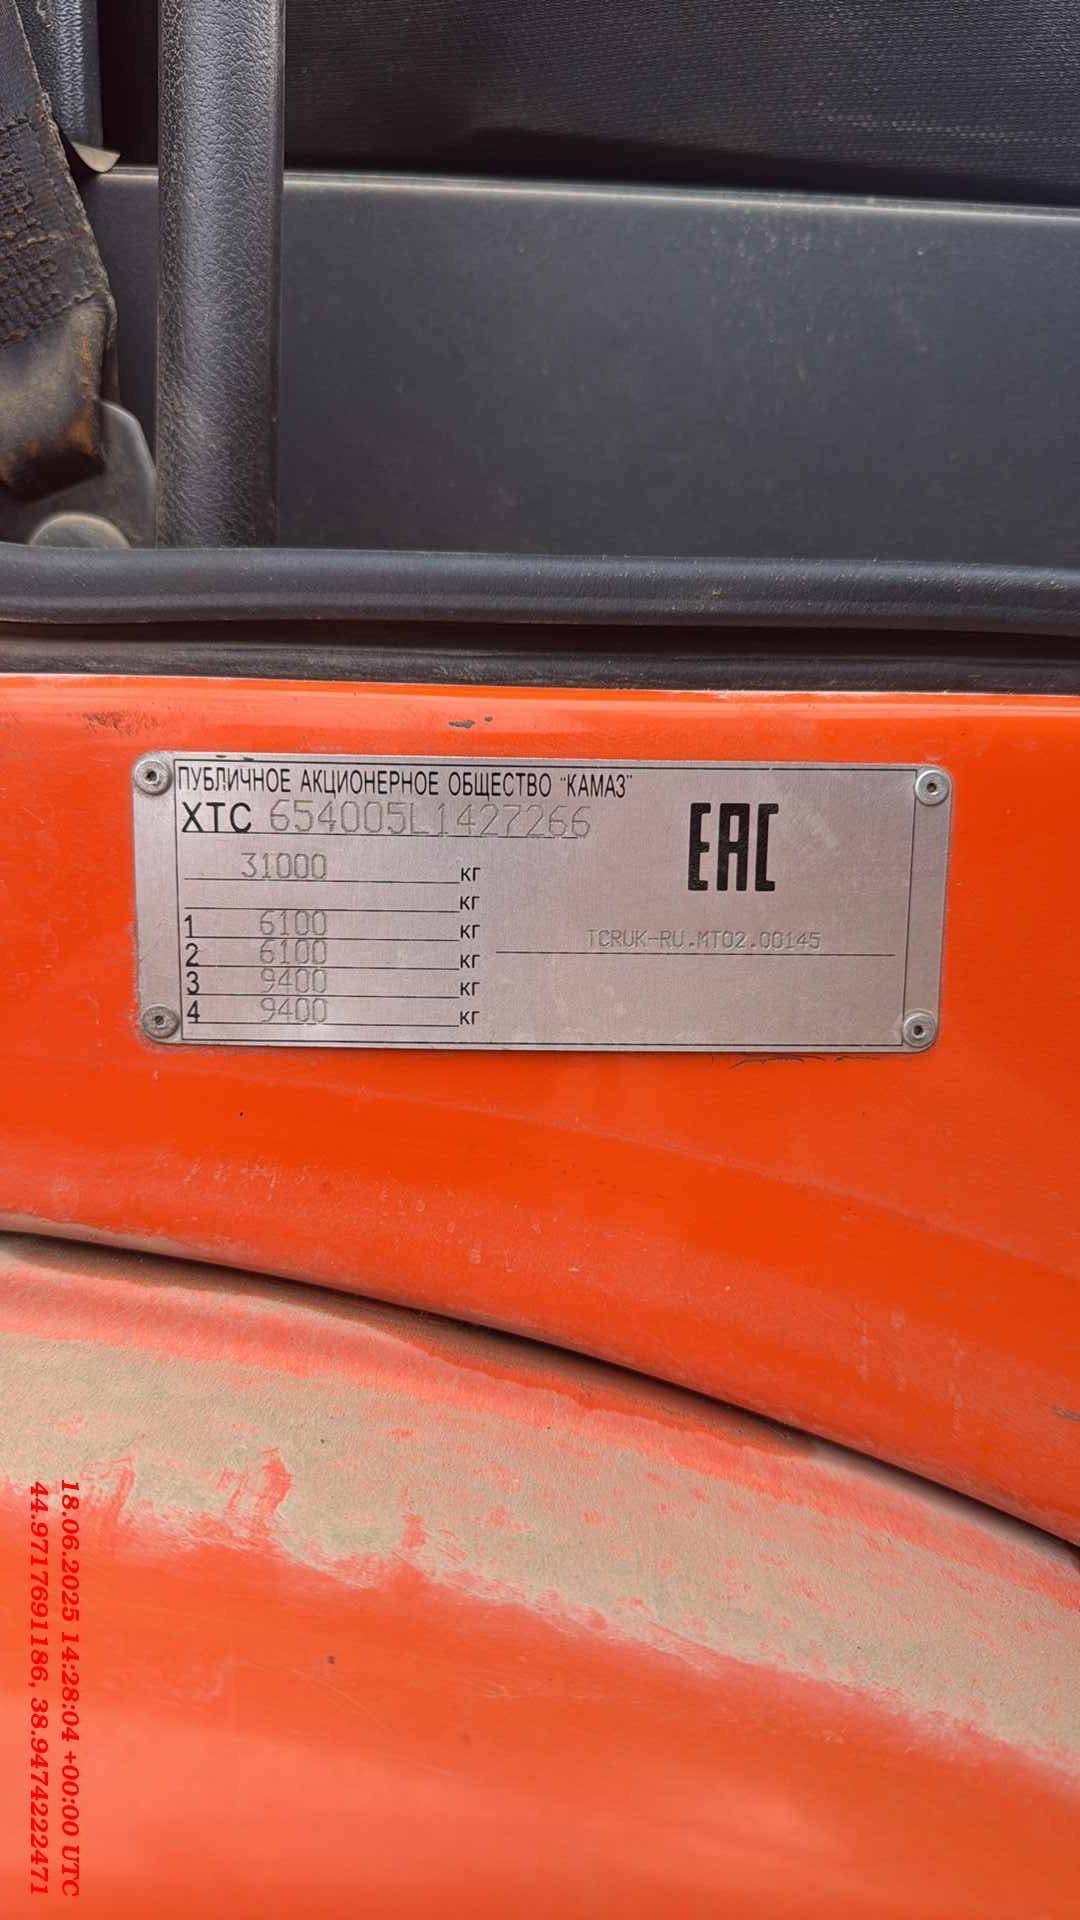 ПУБЛИЧНОЕ АКЦИОНЕРНОЕ ОБЩЕСТВО "КАМАЗ"
XTC 654005L1427266
EAC
31000 кг
кг
1 6100 кг
2 6100 кг
TCRUK-RU.MT02.00145
3 9400 кг
4 9400 кг
18.06.2025 14:28:04 +00:00 UTC
44.9717691186, 38.9474222471